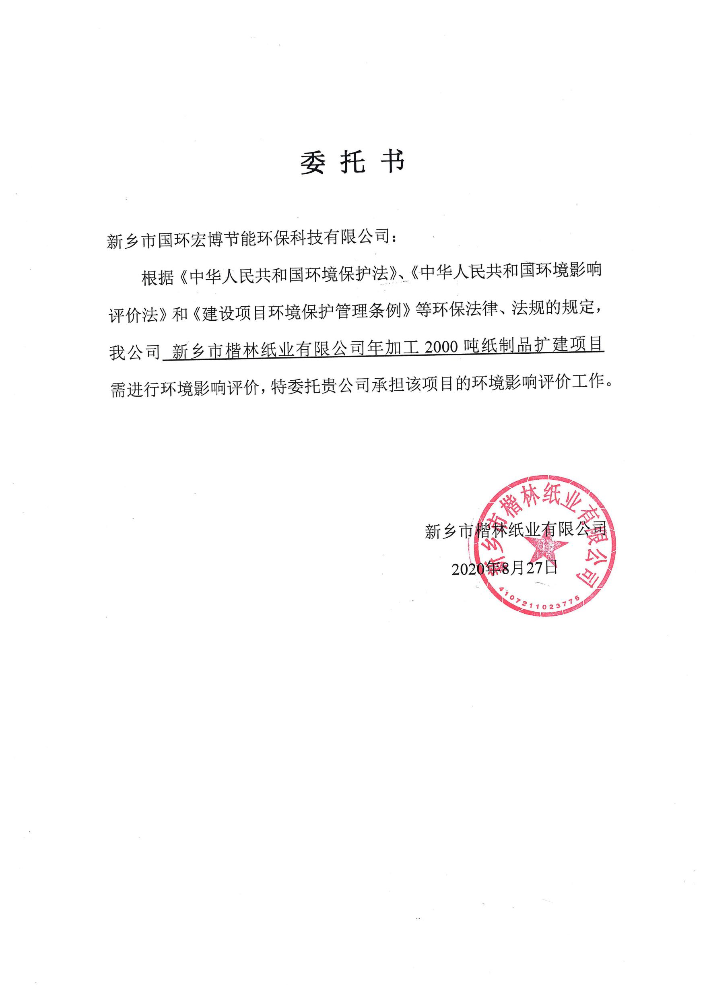 委托书
新乡市国环宏博节能环保科技有限公司：
根据《中华人民共和国环境保护法》、《中华人民共和国环境影响
评价法》和《建设项目环境保护管理条例》等环保法律、法规的规定，
我公司 新乡市楷林纸业有限公司年加工 2000 吨纸制品扩建项目
需进行环境影响评价，特委托贵公司承担该项目的环境影响评价工作。
新乡市楷林纸业有限公司
2020年8月27日
新乡市楷林纸业有限公司
4107211023775